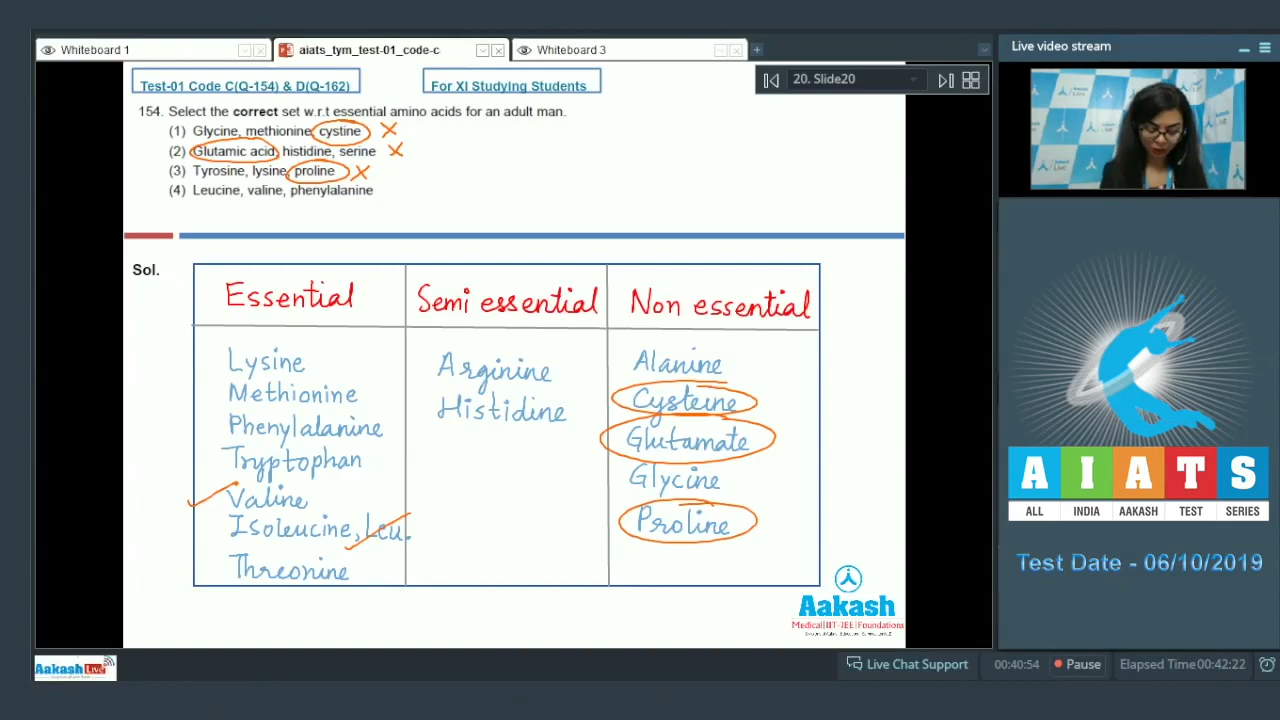 Whiteboard 1
aiats_tym_test-01_code-c
Whiteboard 3
Live video stream
Test-01 Code C(Q-154) & D(Q-162)
For XI Studying Students
20. Slide20
154. Select the correct set w.r.t essential amino acids for an adult man.
(1) Glycine, methionine, cystine
(2) Glutamic acid, histidine, serine
(3) Tyrosine, lysine, proline
(4) Leucine, valine, phenylalanine
Sol.
Essential Semi essential Non essential
Lysine Arginine Alanine
Methionine Histidine Cysteine
Phenylalanine Glutamate
Tryptophan Glycine
Valine Proline
Isoleucine, Leu.
Threonine
Aakash
Medical|IIT-JEE|Foundations
A I A T S
ALL INDIA AAKASH TEST SERIES
Test Date - 06/10/2019
Aakash Live
Live Chat Support
00:40:54
Pause
Elapsed Time 00:42:22